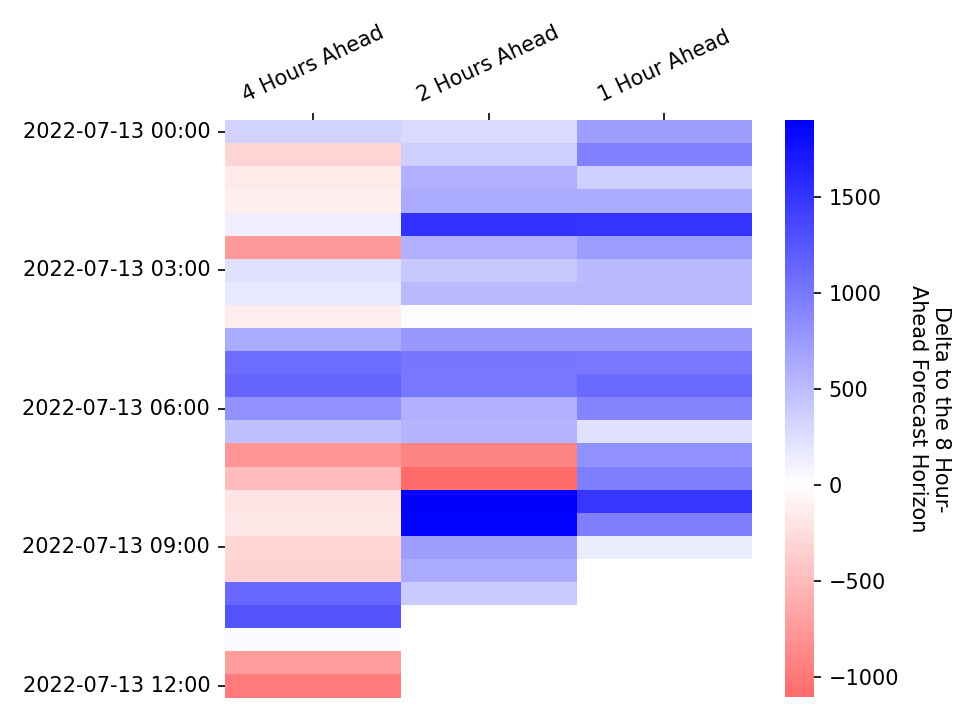 4 Hours Ahead
2 Hours Ahead
1 Hour Ahead
2022-07-13 00:00
2022-07-13 03:00
2022-07-13 06:00
2022-07-13 09:00
2022-07-13 12:00
1500
1000
500
0
−500
−1000
Delta to the 8 Hour-
Ahead Forecast Horizon